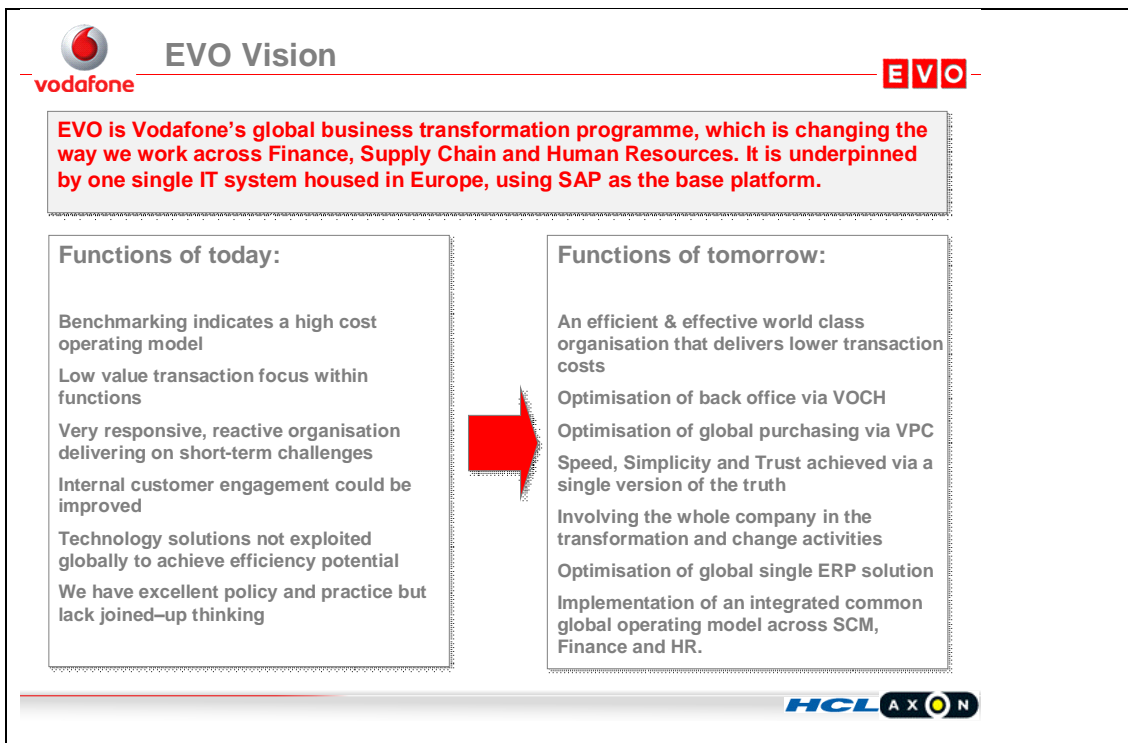 EVO Vision
vodafone
EVO
EVO is Vodafone’s global business transformation programme, which is changing the
way we work across Finance, Supply Chain and Human Resources. It is underpinned
by one single IT system housed in Europe, using SAP as the base platform.
Functions of today:
Benchmarking indicates a high cost
operating model
Low value transaction focus within
functions
Very responsive, reactive organisation
delivering on short-term challenges
Internal customer engagement could be
improved
Technology solutions not exploited
globally to achieve efficiency potential
We have excellent policy and practice but
lack joined–up thinking
Functions of tomorrow:
An efficient & effective world class
organisation that delivers lower transaction
costs
Optimisation of back office via VOCH
Optimisation of global purchasing via VPC
Speed, Simplicity and Trust achieved via a
single version of the truth
Involving the whole company in the
transformation and change activities
Optimisation of global single ERP solution
Implementation of an integrated common
global operating model across SCM,
Finance and HR.
HCL AXON